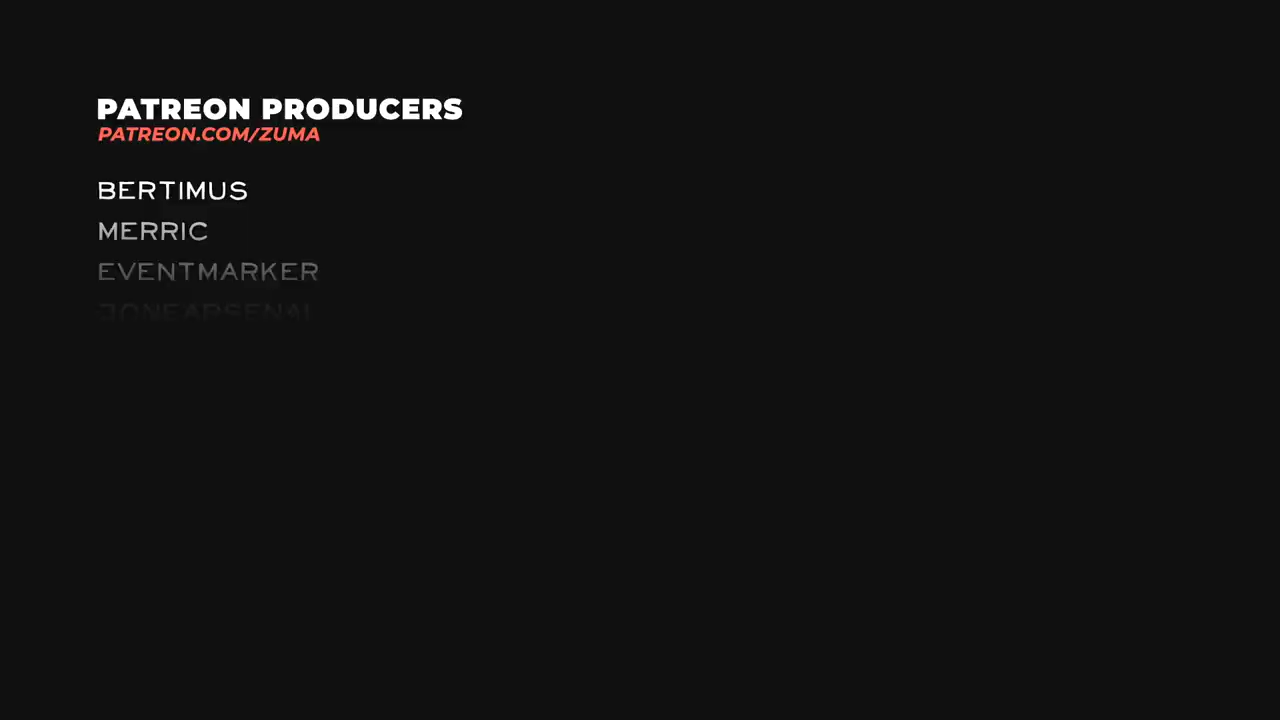 PATREON PRODUCERS
PATREON.COM/ZUMA
BERTIMUS
MERRIC
EVENTMARKER